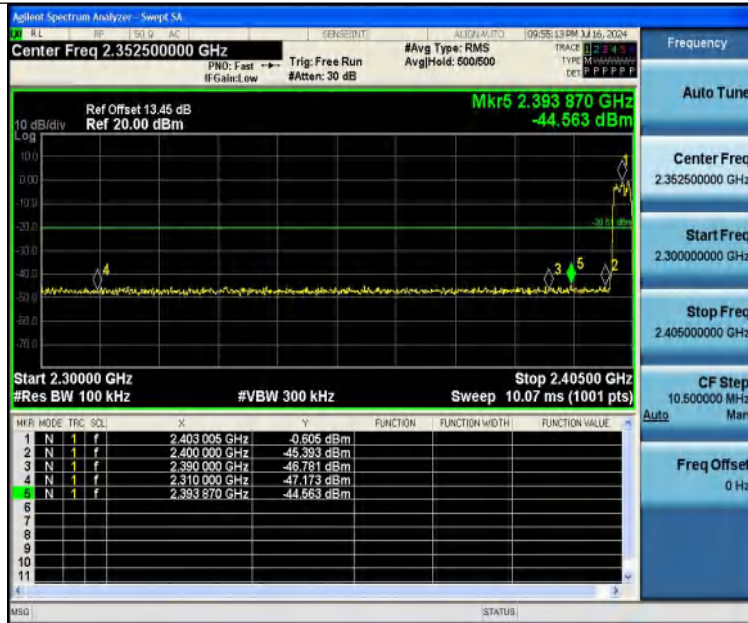 Agilent Spectrum Analyzer - Swept SA
RL RF 50 Ω AC SENSE:INT ALIGN AUTO 09:55:13 PM Jul 16, 2024
Center Freq 2.352500000 GHz
PNO: Fast
IFGain:Low
Trig: Free Run
#Atten: 30 dB
#Avg Type: RMS
Avg|Hold: 500/500
TRACE 1 2 3 4 5 6
TYPE
DET P P P P P P
Ref Offset 13.45 dB
10 dB/div Ref 20.00 dBm
Log
Mkr5 2.393 870 GHz
-44.563 dBm
10.0
0.00
-10.0
-20.0
-30.0
-40.0
-50.0
-60.0
-70.0
1
4
3
5
2
Start 2.30000 GHz Stop 2.40500 GHz
#Res BW 100 kHz #VBW 300 kHz Sweep 10.07 ms (1001 pts)
MKR MODE TRC SCL X Y FUNCTION FUNCTION WIDTH FUNCTION VALUE
1 N 1 f 2.403 005 GHz -0.605 dBm
2 N 1 f 2.400 000 GHz -45.393 dBm
3 N 1 f 2.390 000 GHz -46.781 dBm
4 N 1 f 2.310 000 GHz -47.173 dBm
5 N 1 f 2.393 870 GHz -44.563 dBm
6
7
8
9
10
11
MSG STATUS
Frequency
Auto Tune
Center Freq
2.352500000 GHz
Start Freq
2.300000000 GHz
Stop Freq
2.405000000 GHz
CF Step
10.500000 MHz
Auto Man
Freq Offset
0 Hz